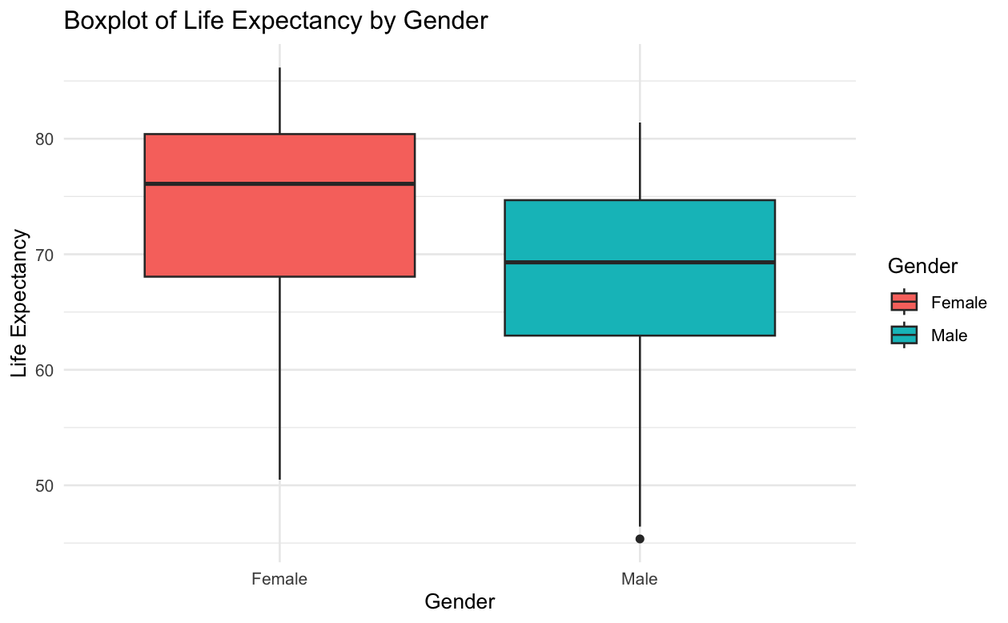 Boxplot of Life Expectancy by Gender
80
70
60
50
Life Expectancy
Female
Male
Gender
Gender
Female
Male